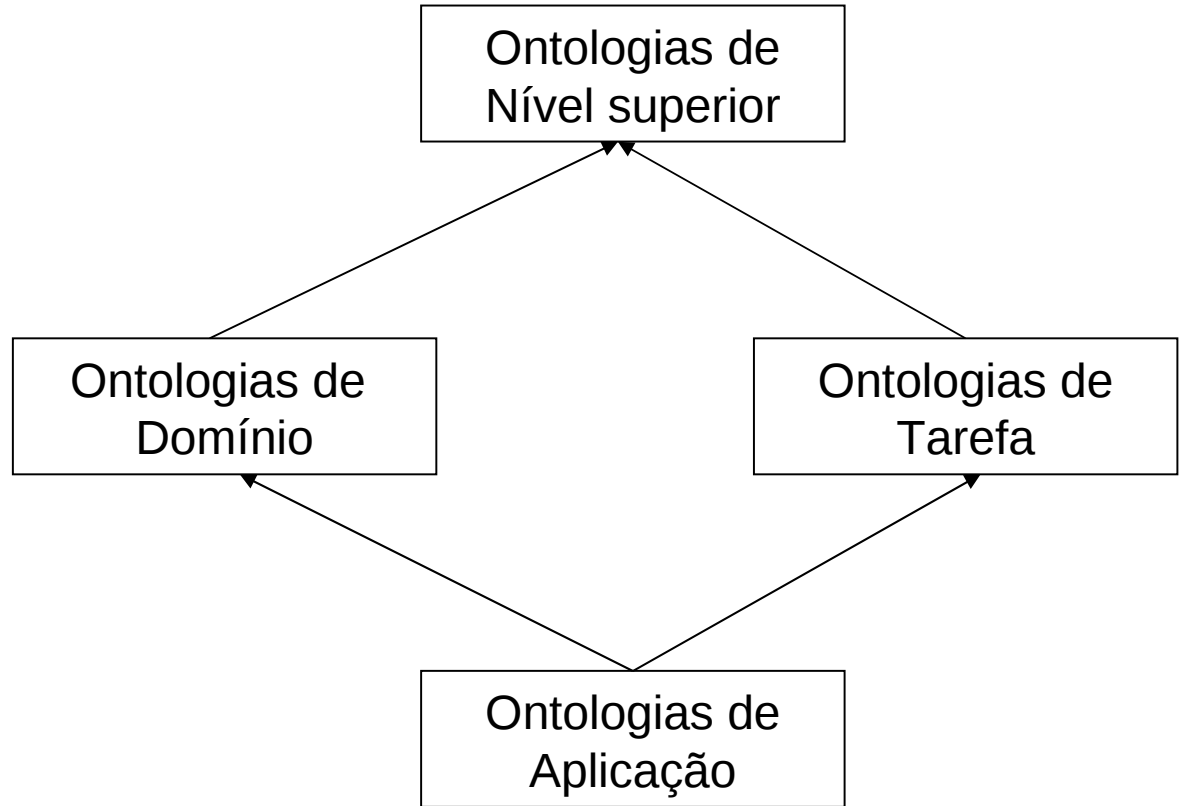 Ontologias de
Nível superior
Ontologias de
Domínio
Ontologias de
Tarefa
Ontologias de
Aplicação